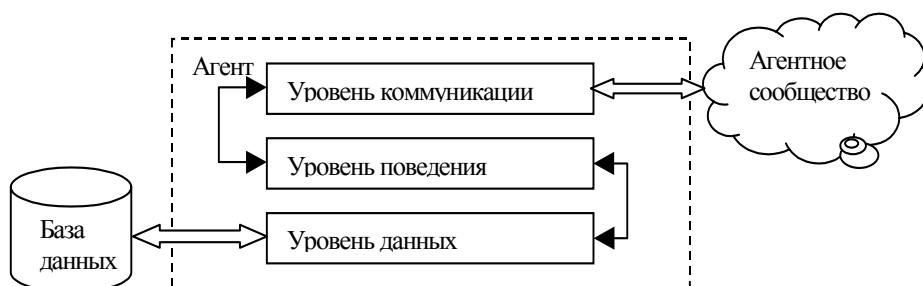 Агент
Уровень коммуникации
Агентное
сообщество
Уровень поведения
База
данных
Уровень данных